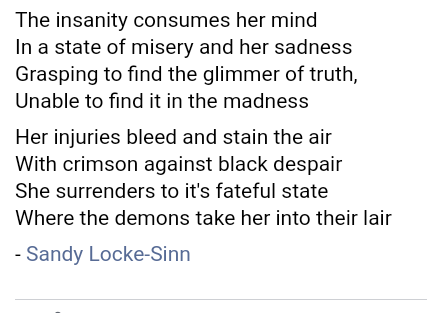 The insanity consumes her mind
In a state of misery and her sadness
Grasping to find the glimmer of truth,
Unable to find it in the madness
Her injuries bleed and stain the air
With crimson against black despair
She surrenders to it's fateful state
Where the demons take her into their lair
- Sandy Locke-Sinn